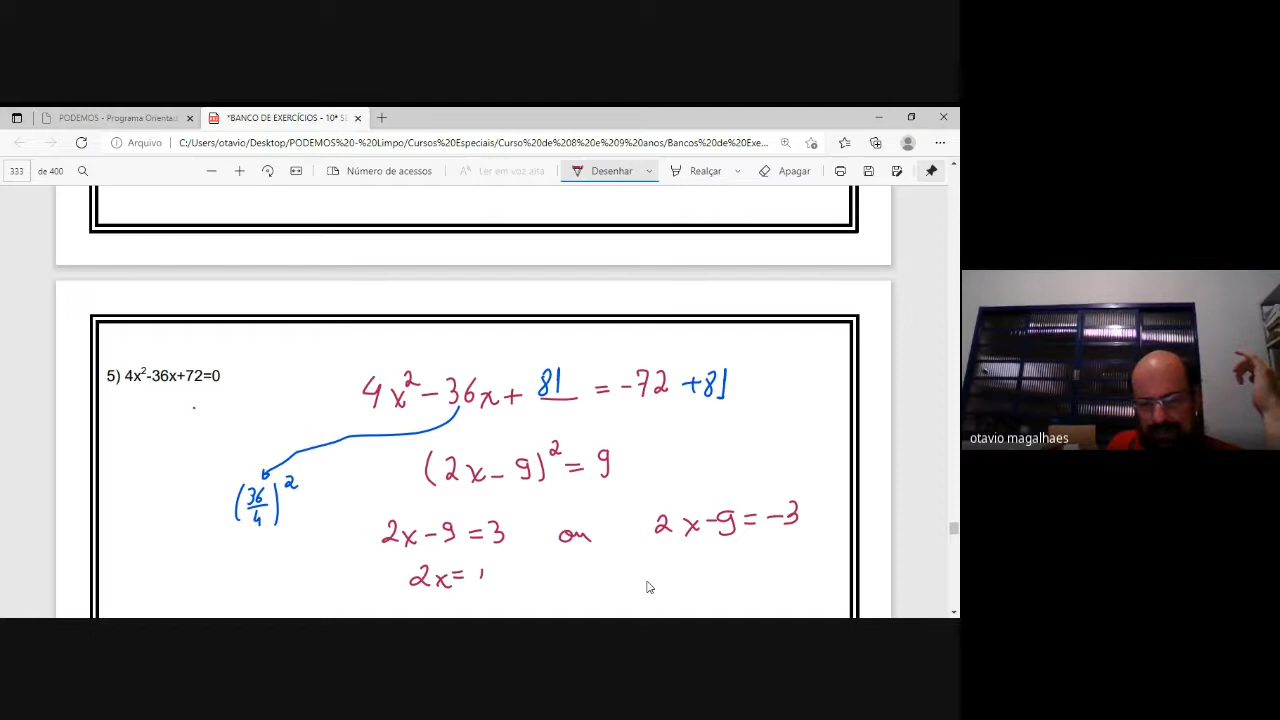 PODEMOS - Programa Orientad
*BANCO DE EXERCÍCIOS - 10ª SE
Arquivo C:/Users/otavio/Desktop/PODEMOS%20-%20Limpo/Cursos%20Especiais/Curso%20de%208%20e%209%20anos/Bancos%20de%20Exe...
333 de 400 Número de acessos Ler em voz alta Desenhar Realçar Apagar
5) 4x²-36x+72=0
4x² - 36x + 81 = -72 +81
(36/4)²
(2x - 9)² = 9
2x - 9 = 3 ou 2x - 9 = -3
2x =
otavio magalhaes